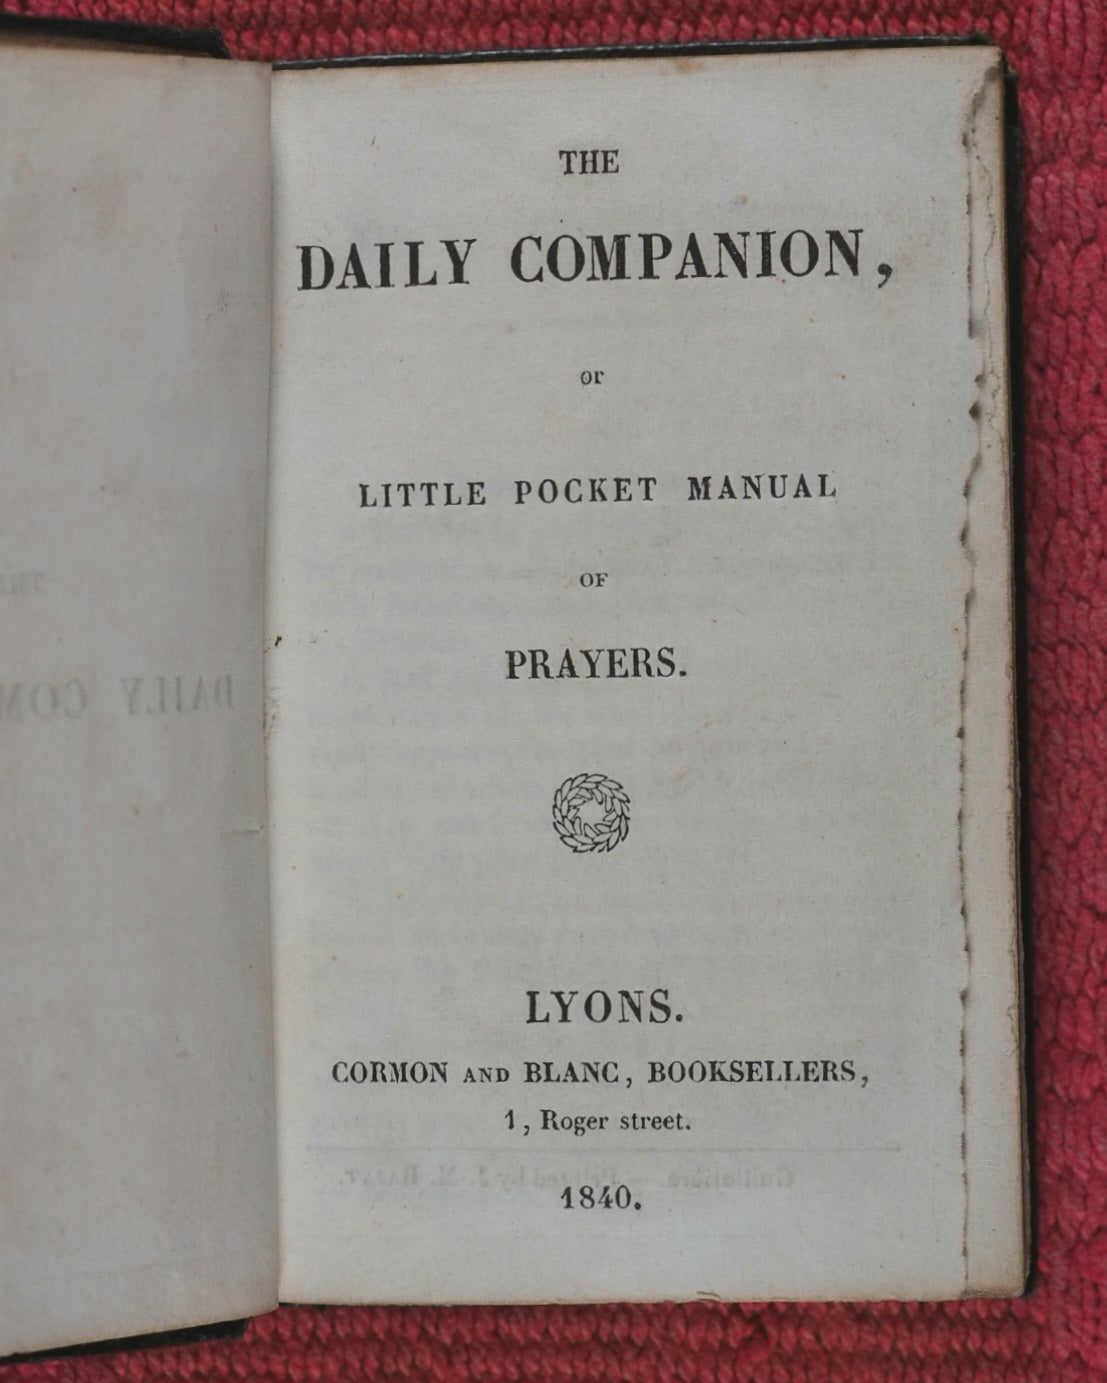 THE
DAILY COMPANION,
or
LITTLE POCKET MANUAL
OF
PRAYERS.
LYONS.
CORMON AND BLANC, BOOKSELLERS,
1, Roger street.
1840.